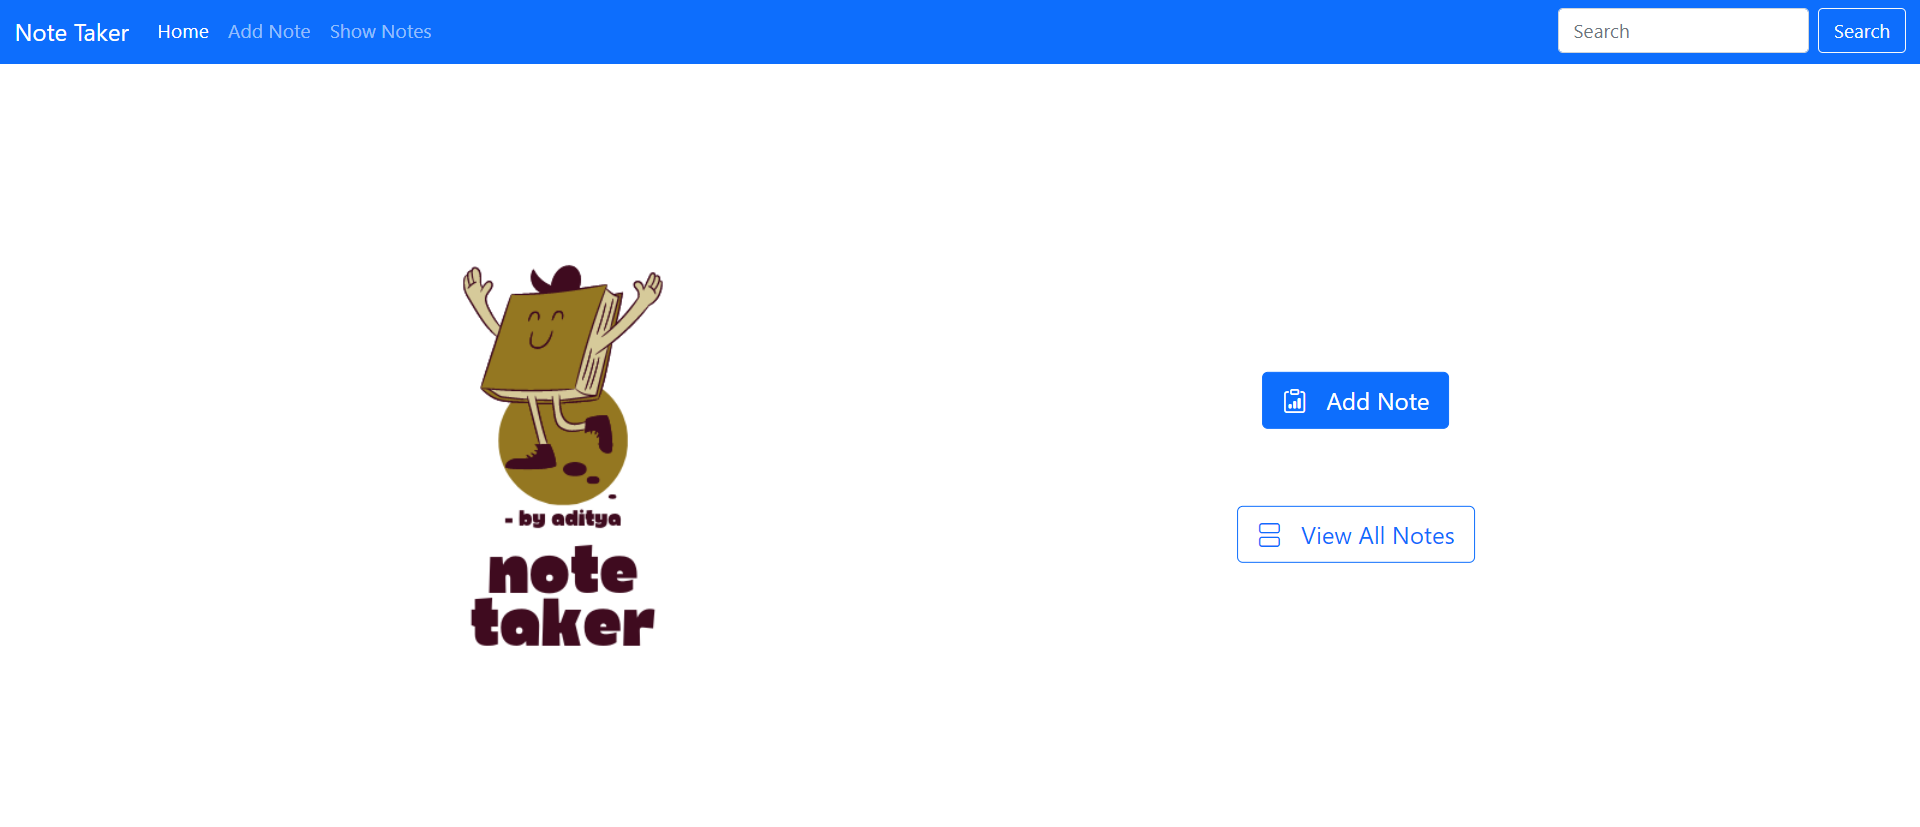 Note Taker Home Add Note Show Notes Search Search
- by aditya
note
taker
Add Note
View All Notes